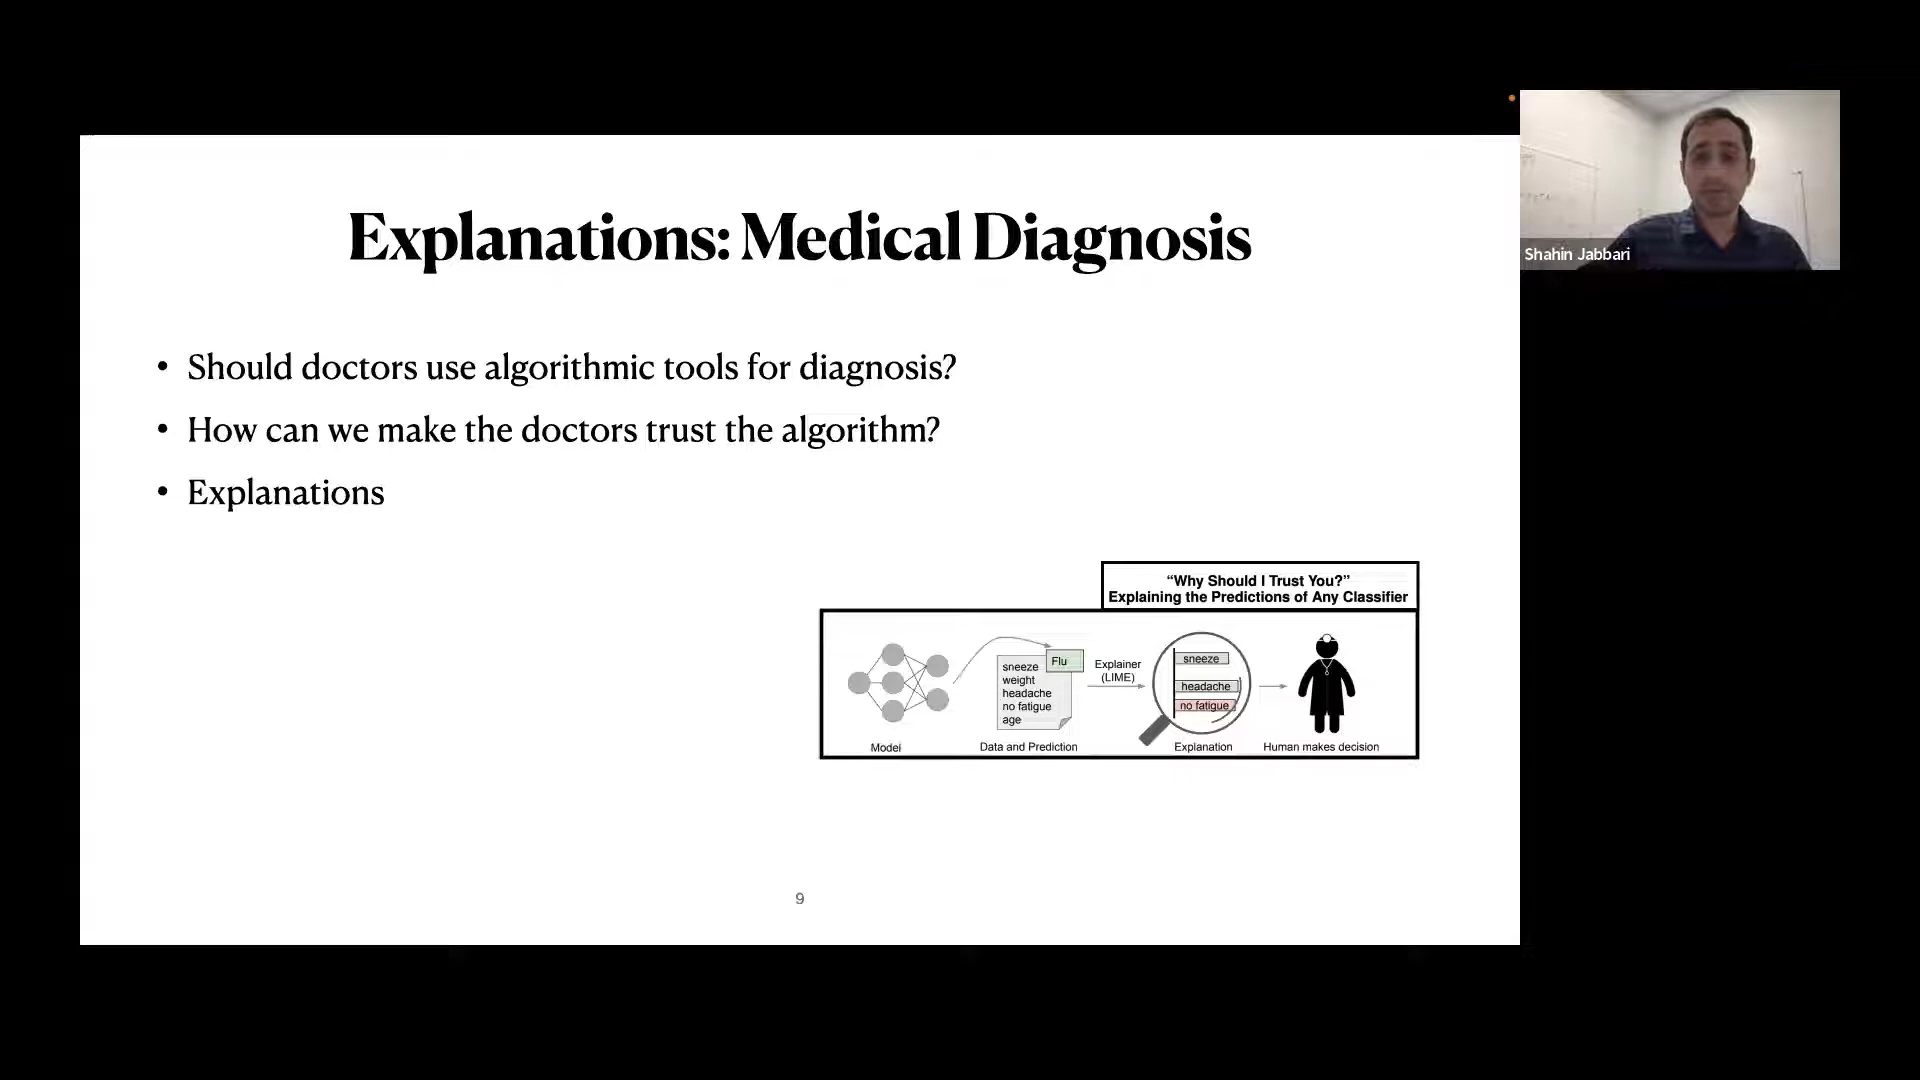 Explanations: Medical Diagnosis
• Should doctors use algorithmic tools for diagnosis?
• How can we make the doctors trust the algorithm?
• Explanations
“Why Should I Trust You?”
Explaining the Predictions of Any Classifier
sneeze
weight
headache
no fatigue
age
Flu
Explainer
(LIME)
sneeze
headache
no fatigue
Model
Data and Prediction
Explanation
Human makes decision
9
Shahin Jabbari